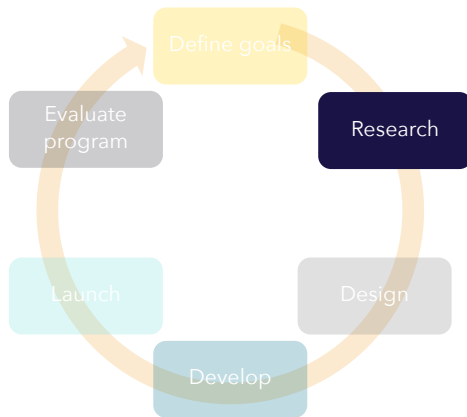 Define goals
Research
Design
Develop
Launch
Evaluate
program